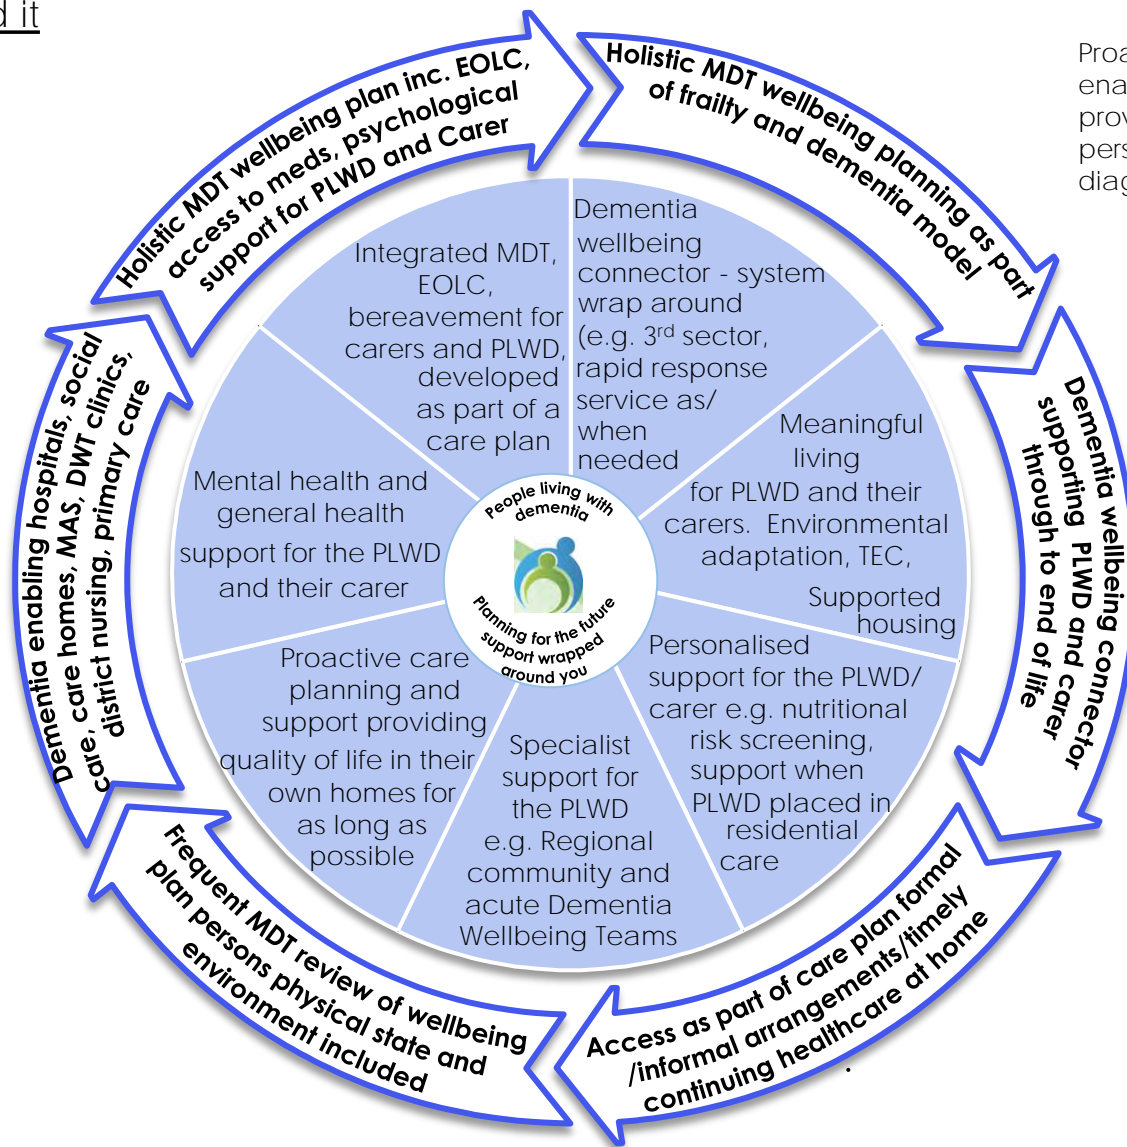 d it
Proa
ena
prov
pers
diag
Holistic MDT wellbeing planning as part
of frailty and dementia model
Dementia wellbeing connector
supporting PLWD and carer
through to end of life
Access as part of care plan formal
/informal arrangements/timely
continuing healthcare at home
.
Frequent MDT review of wellbeing
plan persons physical state and
environment included
Dementia enabling hospitals, social
care, care homes, MAS, DWT clinics,
district nursing, primary care
Holistic MDT wellbeing plan inc. EOLC,
access to meds, psychological
support for PLWD and Carer
Dementia
wellbeing
connector - system
wrap around
(e.g. 3rd sector,
rapid response
service as/
when
needed
Meaningful
living
for PLWD and their
carers. Environmental
adaptation, TEC,
Supported
housing
Personalised
support for the PLWD/
carer e.g. nutritional
risk screening,
support when
PLWD placed in
residential
care
Specialist
support for
the PLWD
e.g. Regional
community and
acute Dementia
Wellbeing Teams
Proactive care
planning and
support providing
quality of life in their
own homes for
as long as
possible
Mental health and
general health
support for the PLWD
and their carer
Integrated MDT,
EOLC,
bereavement for
carers and PLWD,
developed
as part of a
care plan
People living with
dementia
Planning for the future
support wrapped
around you